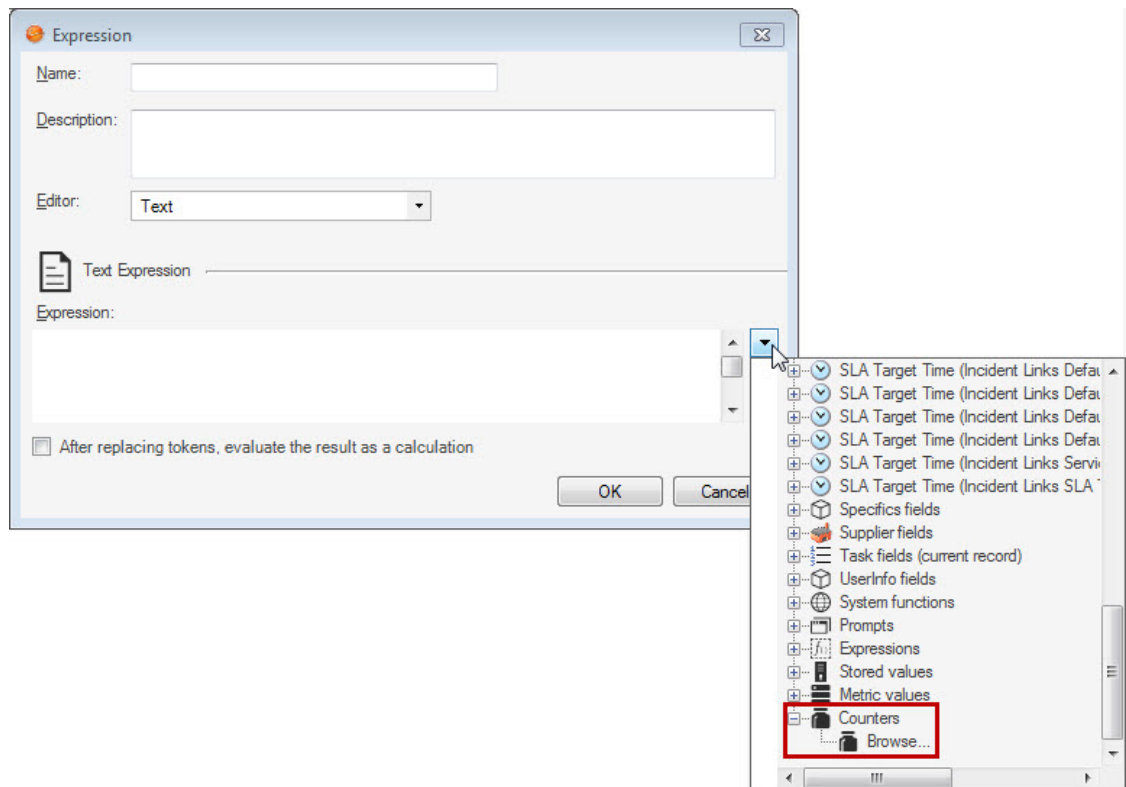 Expression
Name:
Description:
Editor:
Text
Text Expression
Expression:
After replacing tokens, evaluate the result as a calculation
OK
Cancel
SLA Target Time (Incident Links Defau
SLA Target Time (Incident Links Defau
SLA Target Time (Incident Links Defau
SLA Target Time (Incident Links Defau
SLA Target Time (Incident Links Servi
SLA Target Time (Incident Links SLA
Specifics fields
Supplier fields
Task fields (current record)
UserInfo fields
System functions
Prompts
Expressions
Stored values
Metric values
Counters
Browse...